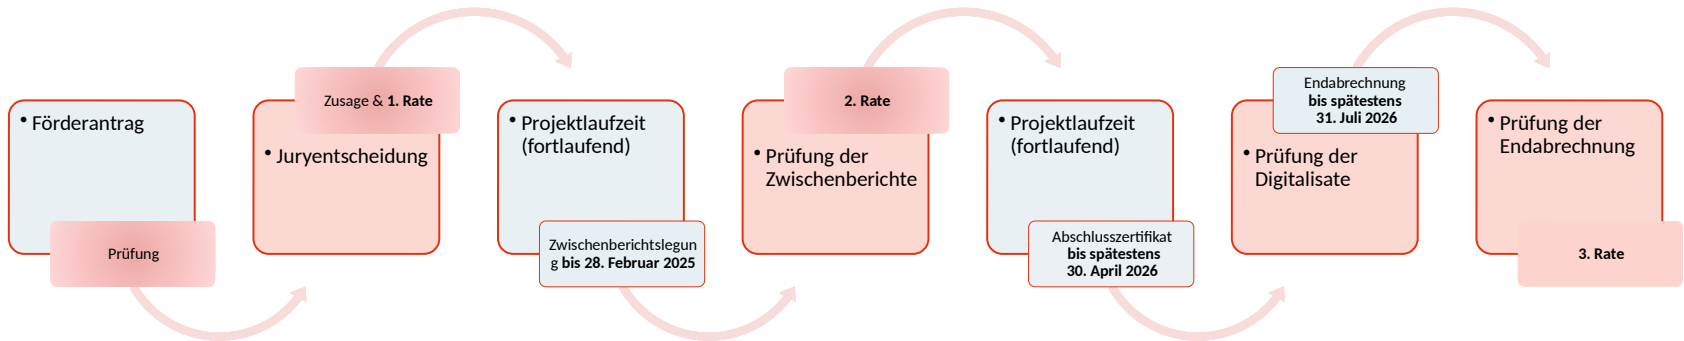 • Förderantrag
Prüfung
Zusage & 1. Rate
• Juryentscheidung
• Projektlaufzeit
(fortlaufend)
Zwischenberichtslegun
g bis 28. Februar 2025
2. Rate
• Prüfung der
Zwischenberichte
• Projektlaufzeit
(fortlaufend)
Abschlusszertifikat
bis spätestens
30. April 2026
Endabrechnung
bis spätestens
31. Juli 2026
• Prüfung der
Digitalisate
• Prüfung der
Endabrechnung
3. Rate